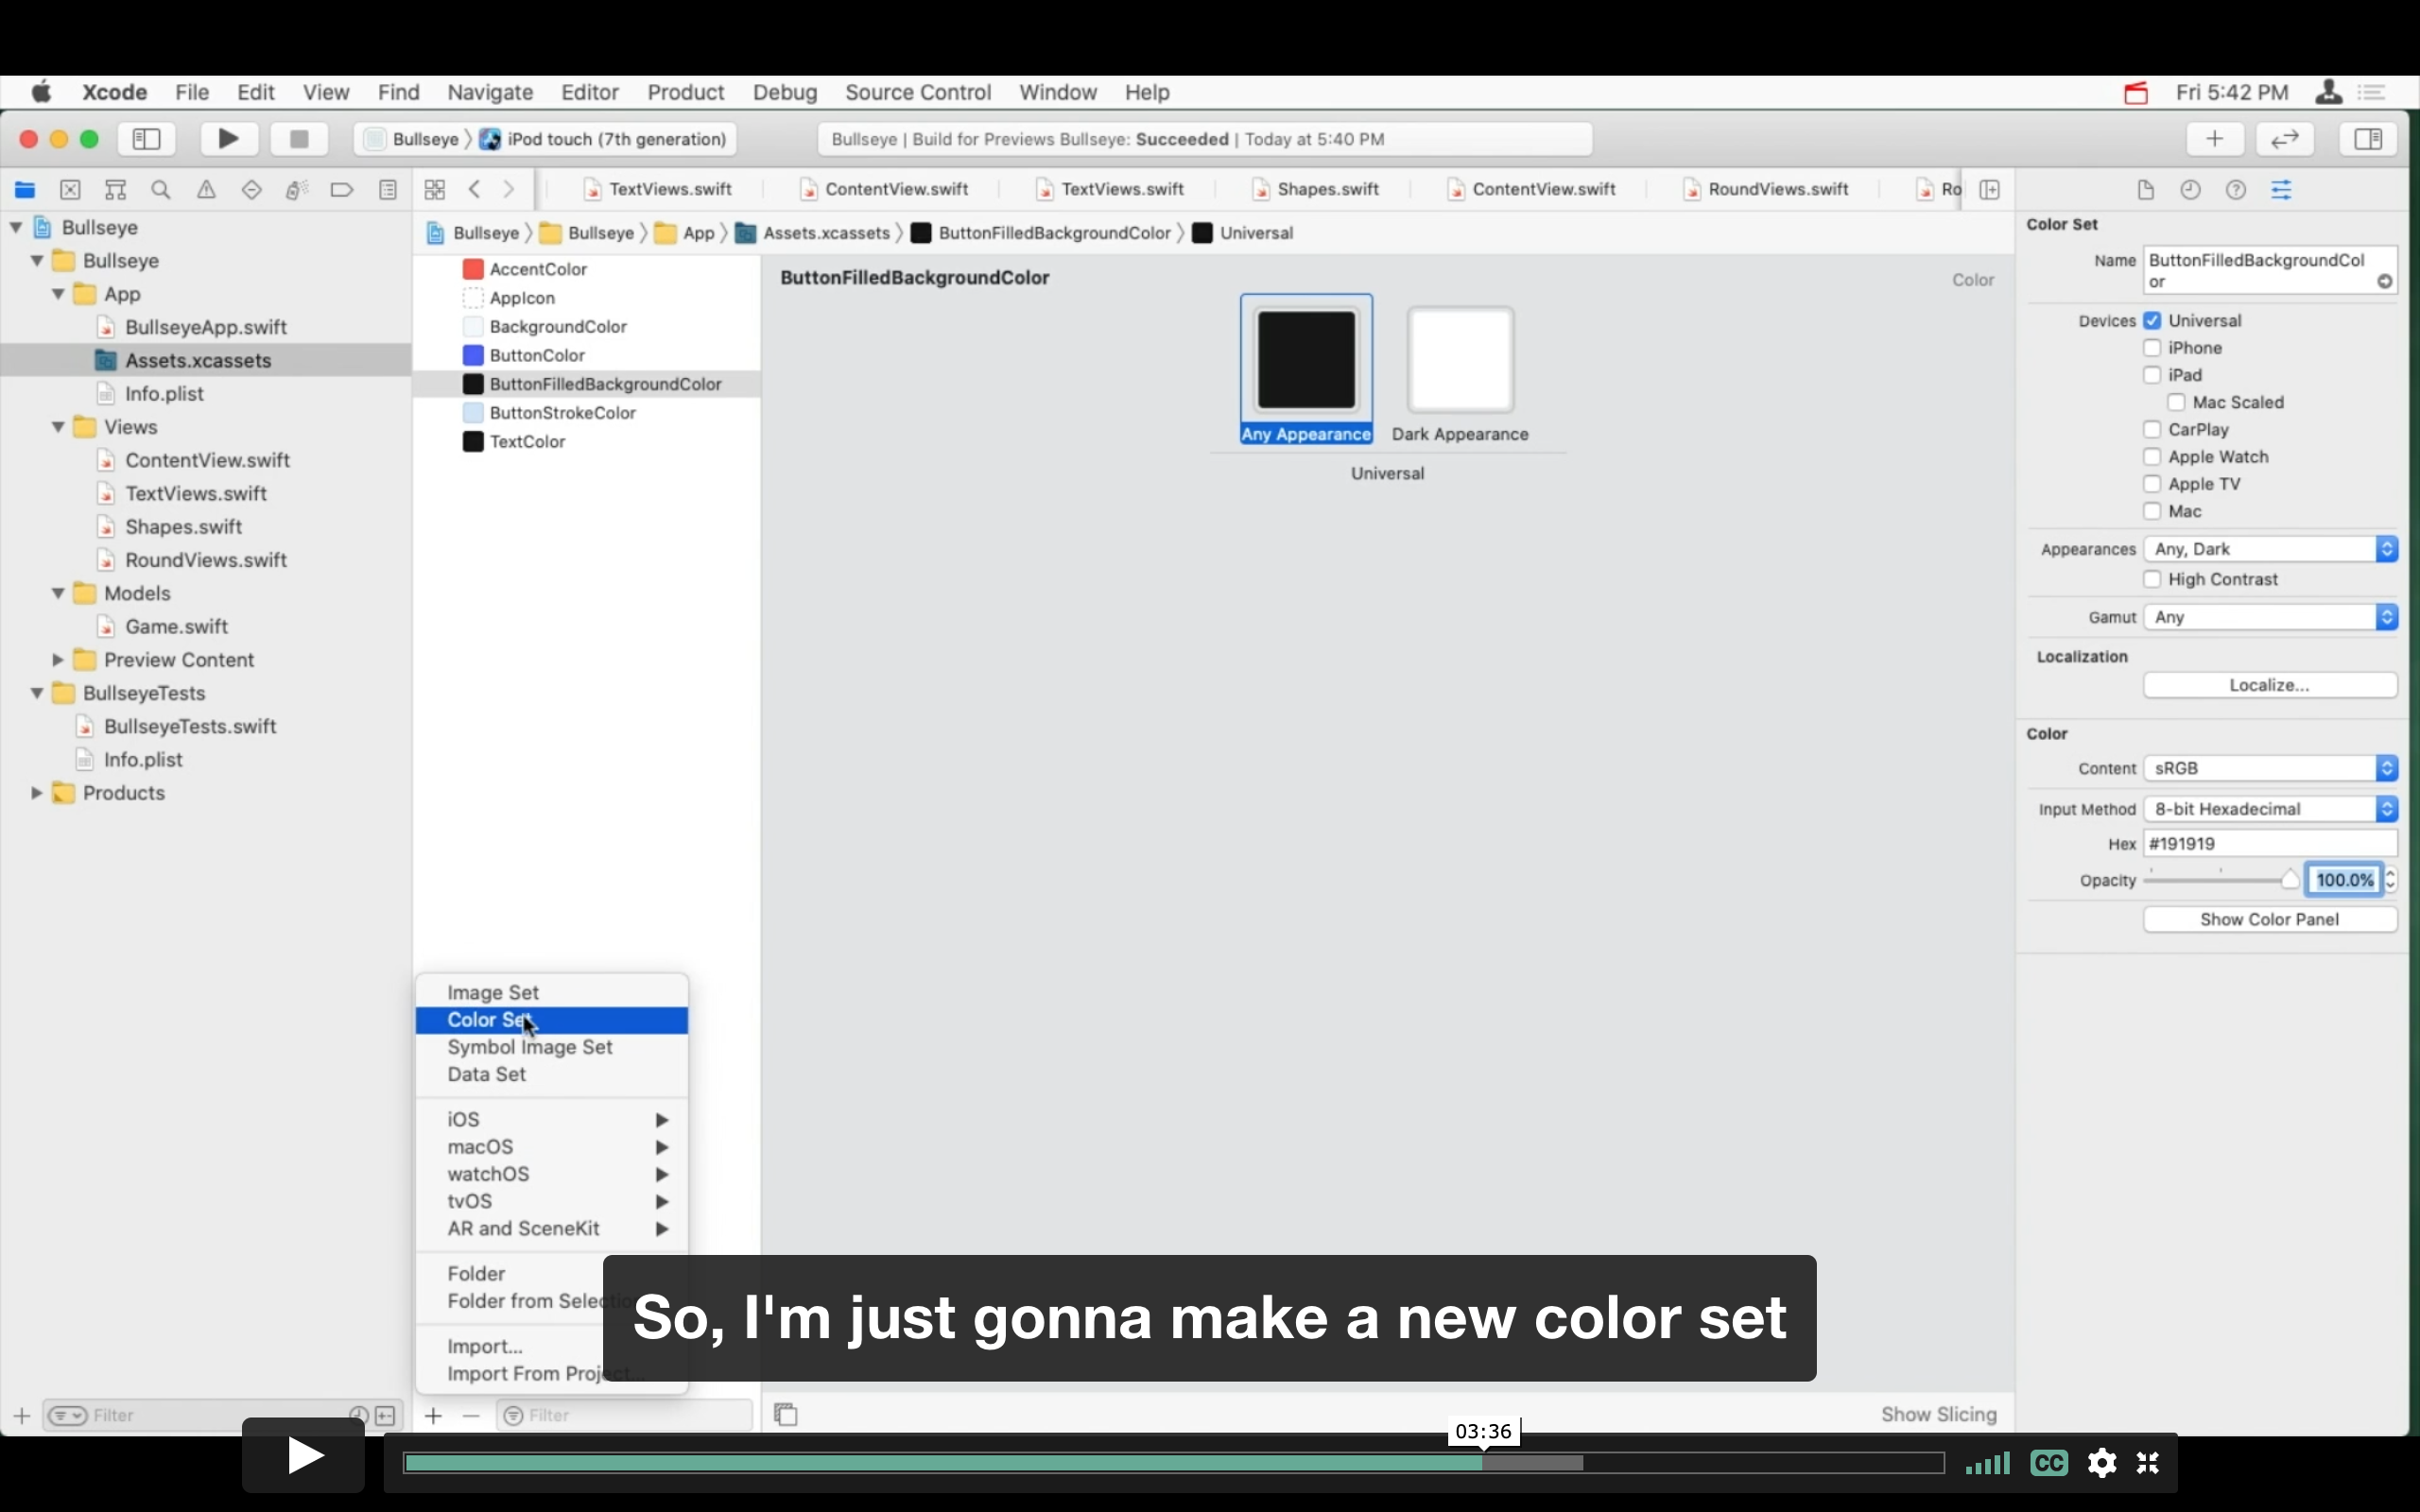 Xcode File Edit View Find Navigate Editor Product Debug Source Control Window Help Fri 5:42 PM
Bullseye iPod touch (7th generation) Bullseye | Build for Previews Bullseye: Succeeded | Today at 5:40 PM
TextViews.swift ContentView.swift TextViews.swift Shapes.swift ContentView.swift RoundViews.swift Ro
Bullseye Bullseye App Assets.xcassets ButtonFilledBackgroundColor Universal
Bullseye
Bullseye
App
BullseyeApp.swift
Assets.xcassets
Info.plist
Views
ContentView.swift
TextViews.swift
Shapes.swift
RoundViews.swift
Models
Game.swift
Preview Content
BullseyeTests
BullseyeTests.swift
Info.plist
Products
Filter
AccentColor
AppIcon
BackgroundColor
ButtonColor
ButtonFilledBackgroundColor
ButtonStrokeColor
TextColor
Image Set
Color Set
Symbol Image Set
Data Set
iOS
macOS
watchOS
tvOS
AR and SceneKit
Folder
Folder from Selectio
Import...
Import From Project...
Filter
ButtonFilledBackgroundColor
Color
Any Appearance Dark Appearance
Universal
Show Slicing
Color Set
Name ButtonFilledBackgroundCol
or
Devices Universal
iPhone
iPad
Mac Scaled
CarPlay
Apple Watch
Apple TV
Mac
Appearances Any, Dark
High Contrast
Gamut Any
Localization
Localize...
Color
Content sRGB
Input Method 8-bit Hexadecimal
Hex #191919
Opacity 100.0%
Show Color Panel
So, I'm just gonna make a new color set
03:36
CC